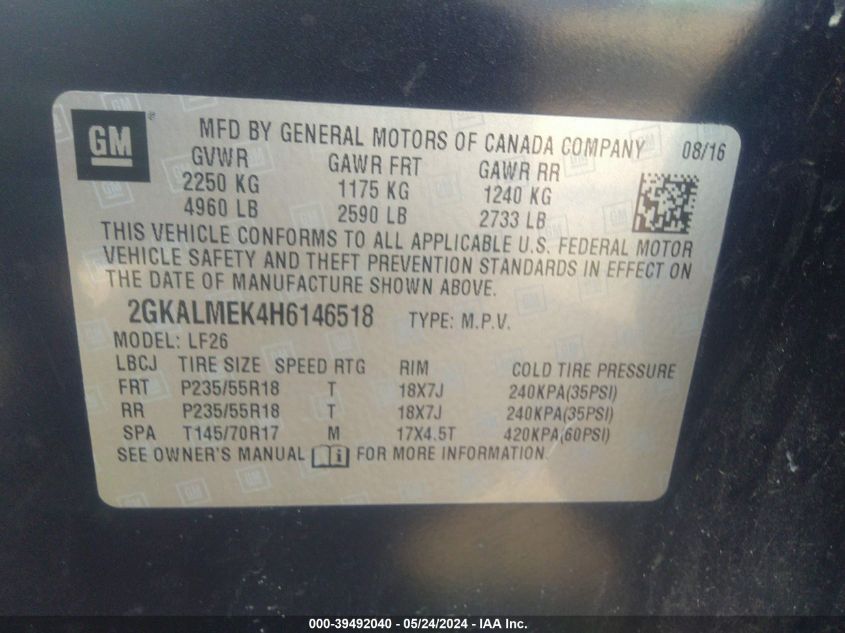 GM
MFD BY GENERAL MOTORS OF CANADA COMPANY 08/16
GVWR GAWR FRT GAWR RR
2250 KG 1175 KG 1240 KG
4960 LB 2590 LB 2733 LB
THIS VEHICLE CONFORMS TO ALL APPLICABLE U.S. FEDERAL MOTOR
VEHICLE SAFETY AND THEFT PREVENTION STANDARDS IN EFFECT ON
THE DATE OF MANUFACTURE SHOWN ABOVE.
2GKALMEK4H6146518 TYPE: M.P.V.
MODEL: LF26
LBCJ TIRE SIZE SPEED RTG RIM COLD TIRE PRESSURE
FRT P235/55R18 T 18X7J 240KPA(35PSI)
RR P235/55R18 T 18X7J 240KPA(35PSI)
SPA T145/70R17 M 17X4.5T 420KPA(60PSI)
SEE OWNER'S MANUAL FOR MORE INFORMATION.
000-39492040 - 05/24/2024 - IAA Inc.